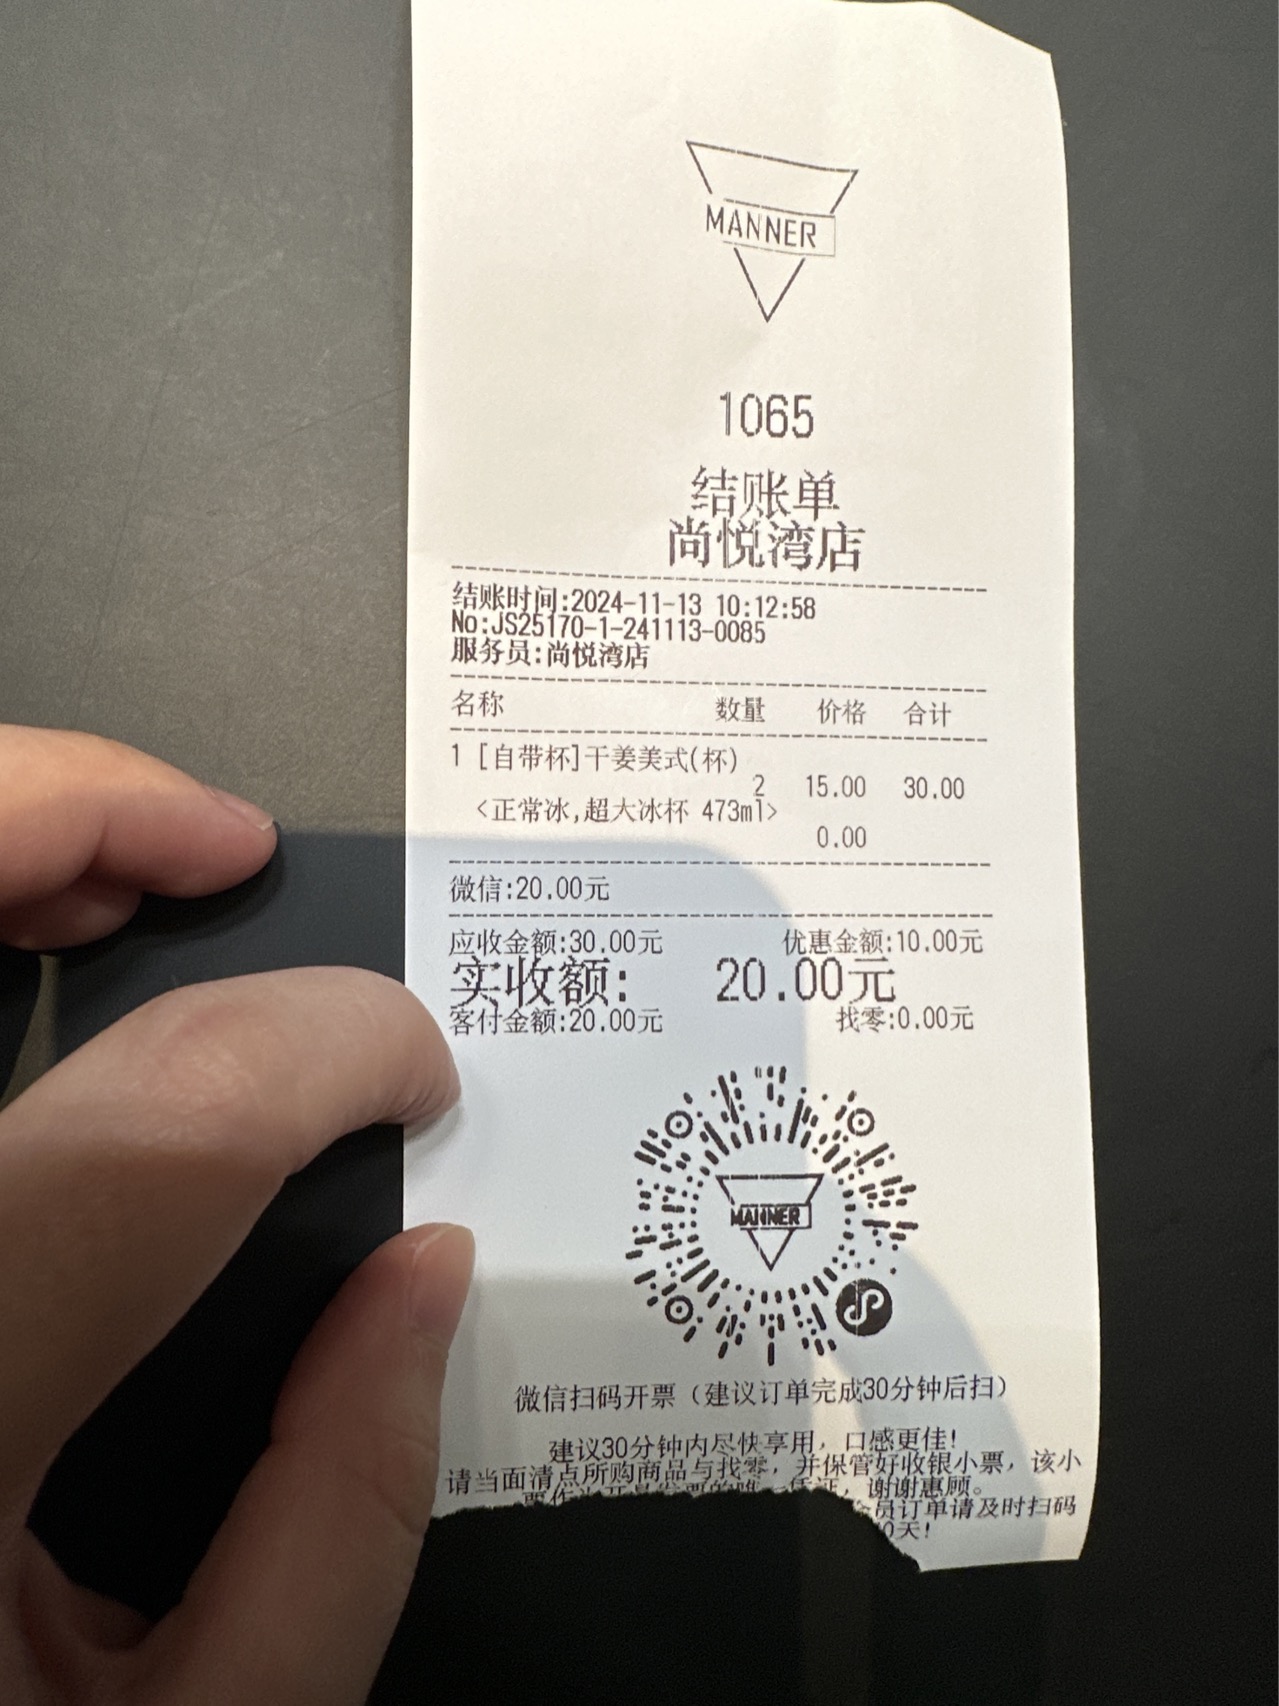 MANNER
1065
结账单
尚悦湾店
结账时间:2024-11-13 10:12:58
No:JS25170-1-241113-0085
服务员:尚悦湾店
名称 数量 价格 合计
1 [自带杯]干姜美式(杯)
2 15.00 30.00
<正常冰,超大冰杯 473ml>
0.00
微信:20.00元
应收金额:30.00元 优惠金额:10.00元
实收额: 20.00元
客付金额:20.00元 找零:0.00元
MANNER
微信扫码开票（建议订单完成30分钟后扫）
建议30分钟内尽快享用，口感更佳!
请当面清点所购商品与找零，并保管好收银小票，该小
凭证，谢谢惠顾。
员订单请及时扫码
0天!